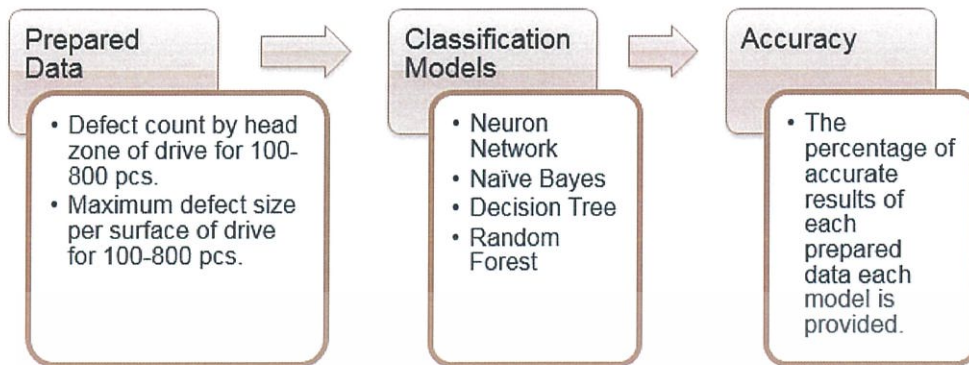 Prepared
Data
• Defect count by head
zone of drive for 100-
800 pcs.
• Maximum defect size
per surface of drive
for 100-800 pcs.
Classification
Models
• Neuron
Network
• Naïve Bayes
• Decision Tree
• Random
Forest
Accuracy
• The
percentage of
accurate
results of
each
prepared
data each
model is
provided.